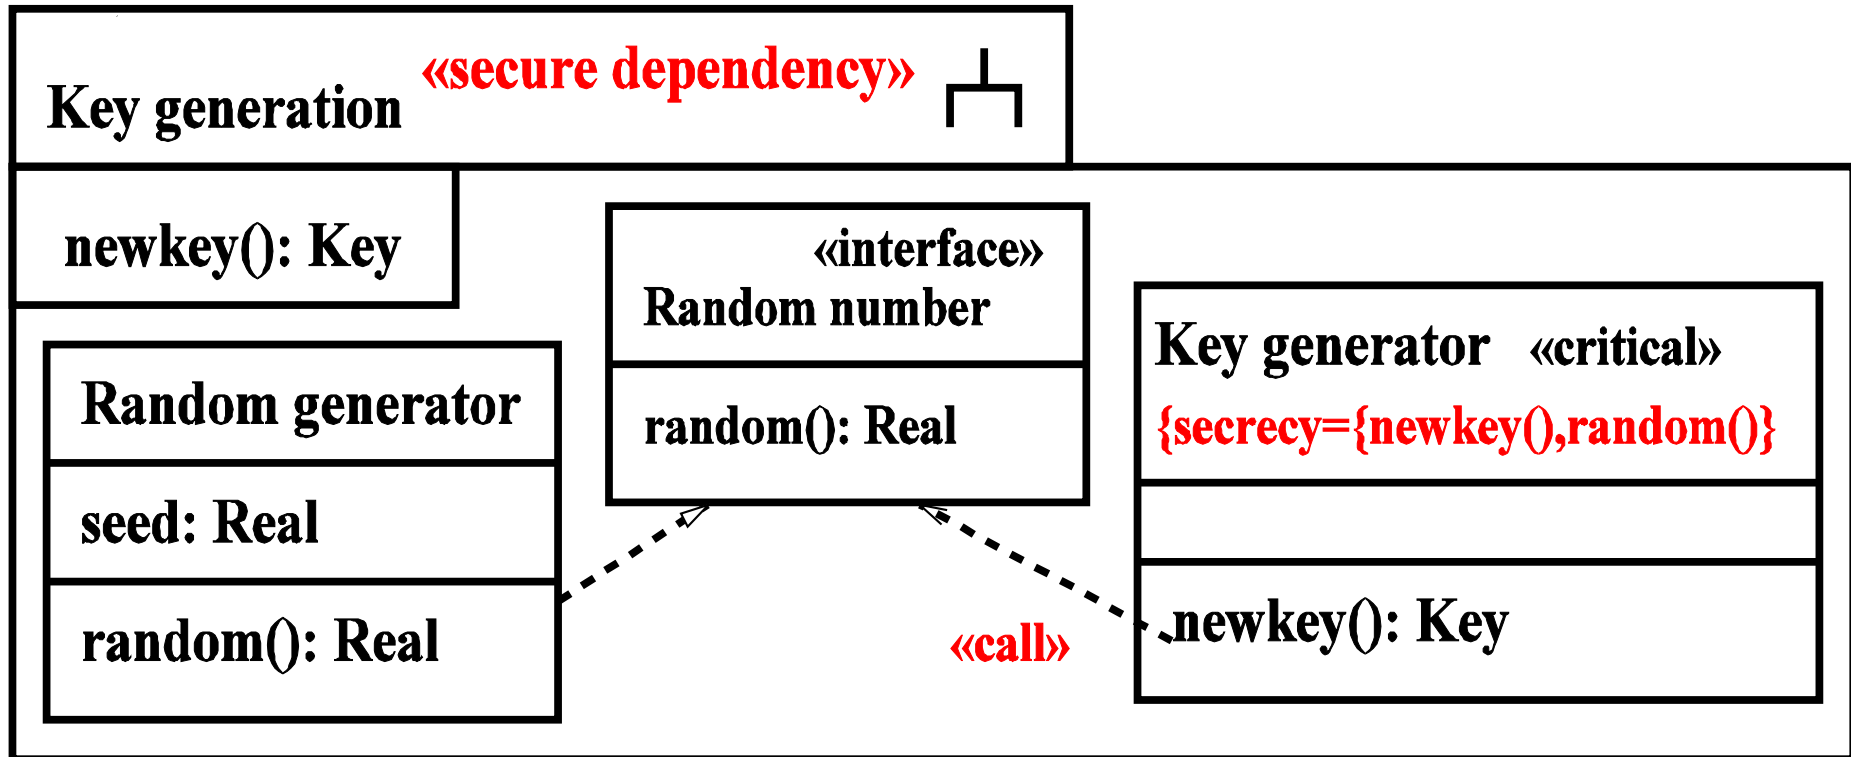 Key generation «secure dependency»
newkey(): Key
«interface»
Random number
random(): Real
Random generator
seed: Real
random(): Real
Key generator «critical»
{secrecy={newkey(),random()}
newkey(): Key
«call»